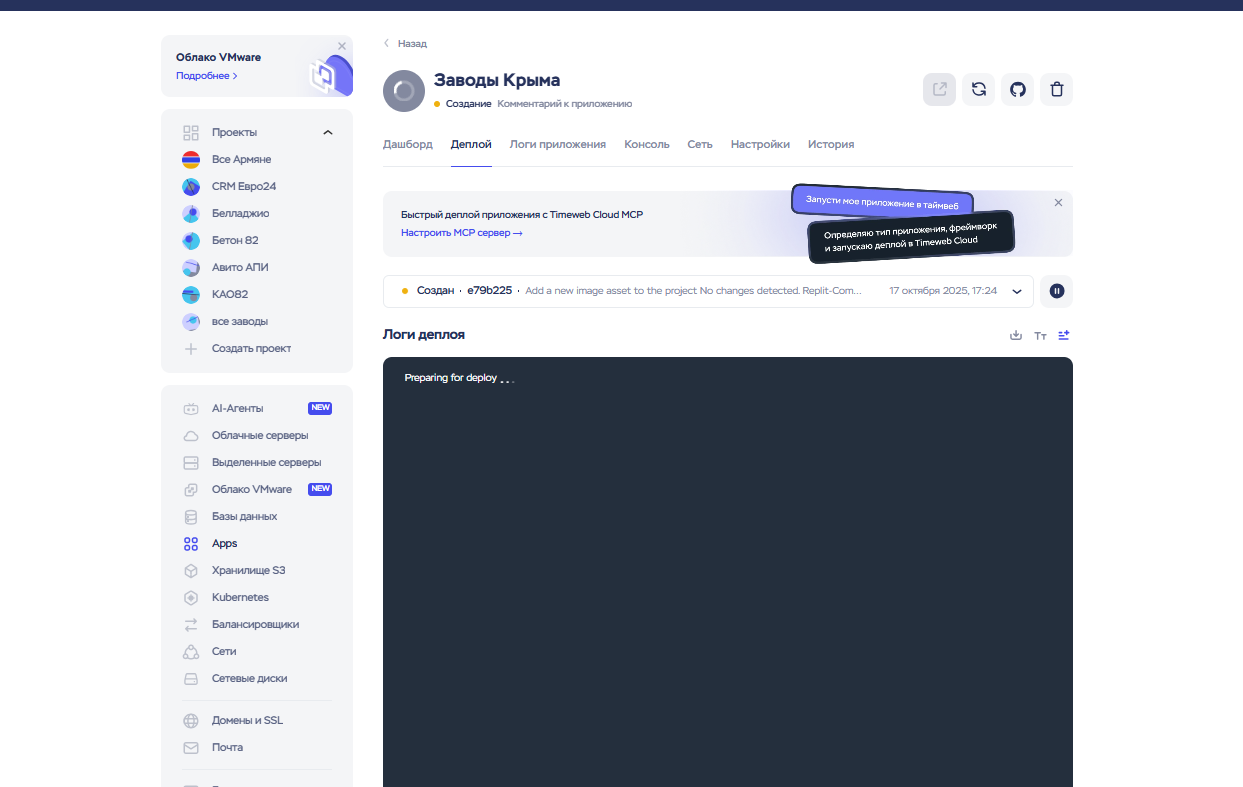 Облако VMware
Подробнее >
Проекты
Все Армяне
CRM Евро24
Белладжио
Бетон 82
Авито АПИ
КАО82
все заводы
Создать проект
AI-Агенты NEW
Облачные серверы
Выделенные серверы
Облако VMware NEW
Базы данных
Apps
Хранилище S3
Kubernetes
Балансировщики
Сети
Сетевые диски
Домены и SSL
Почта
Назад
Заводы Крыма
Создание Комментарий к приложению
Дашборд Деплой Логи приложения Консоль Сеть Настройки История
Быстрый деплой приложения с Timeweb Cloud MCP
Настроить MCP сервер →
Запусти мое приложение в таймвеб
Определяю тип приложения, фреймворк
и запускаю деплой в Timeweb Cloud
Создан · e79b225 · Add a new image asset to the project No changes detected. Replit-Com... 17 октября 2025, 17:24
Логи деплоя
Тт
Preparing for deploy ...